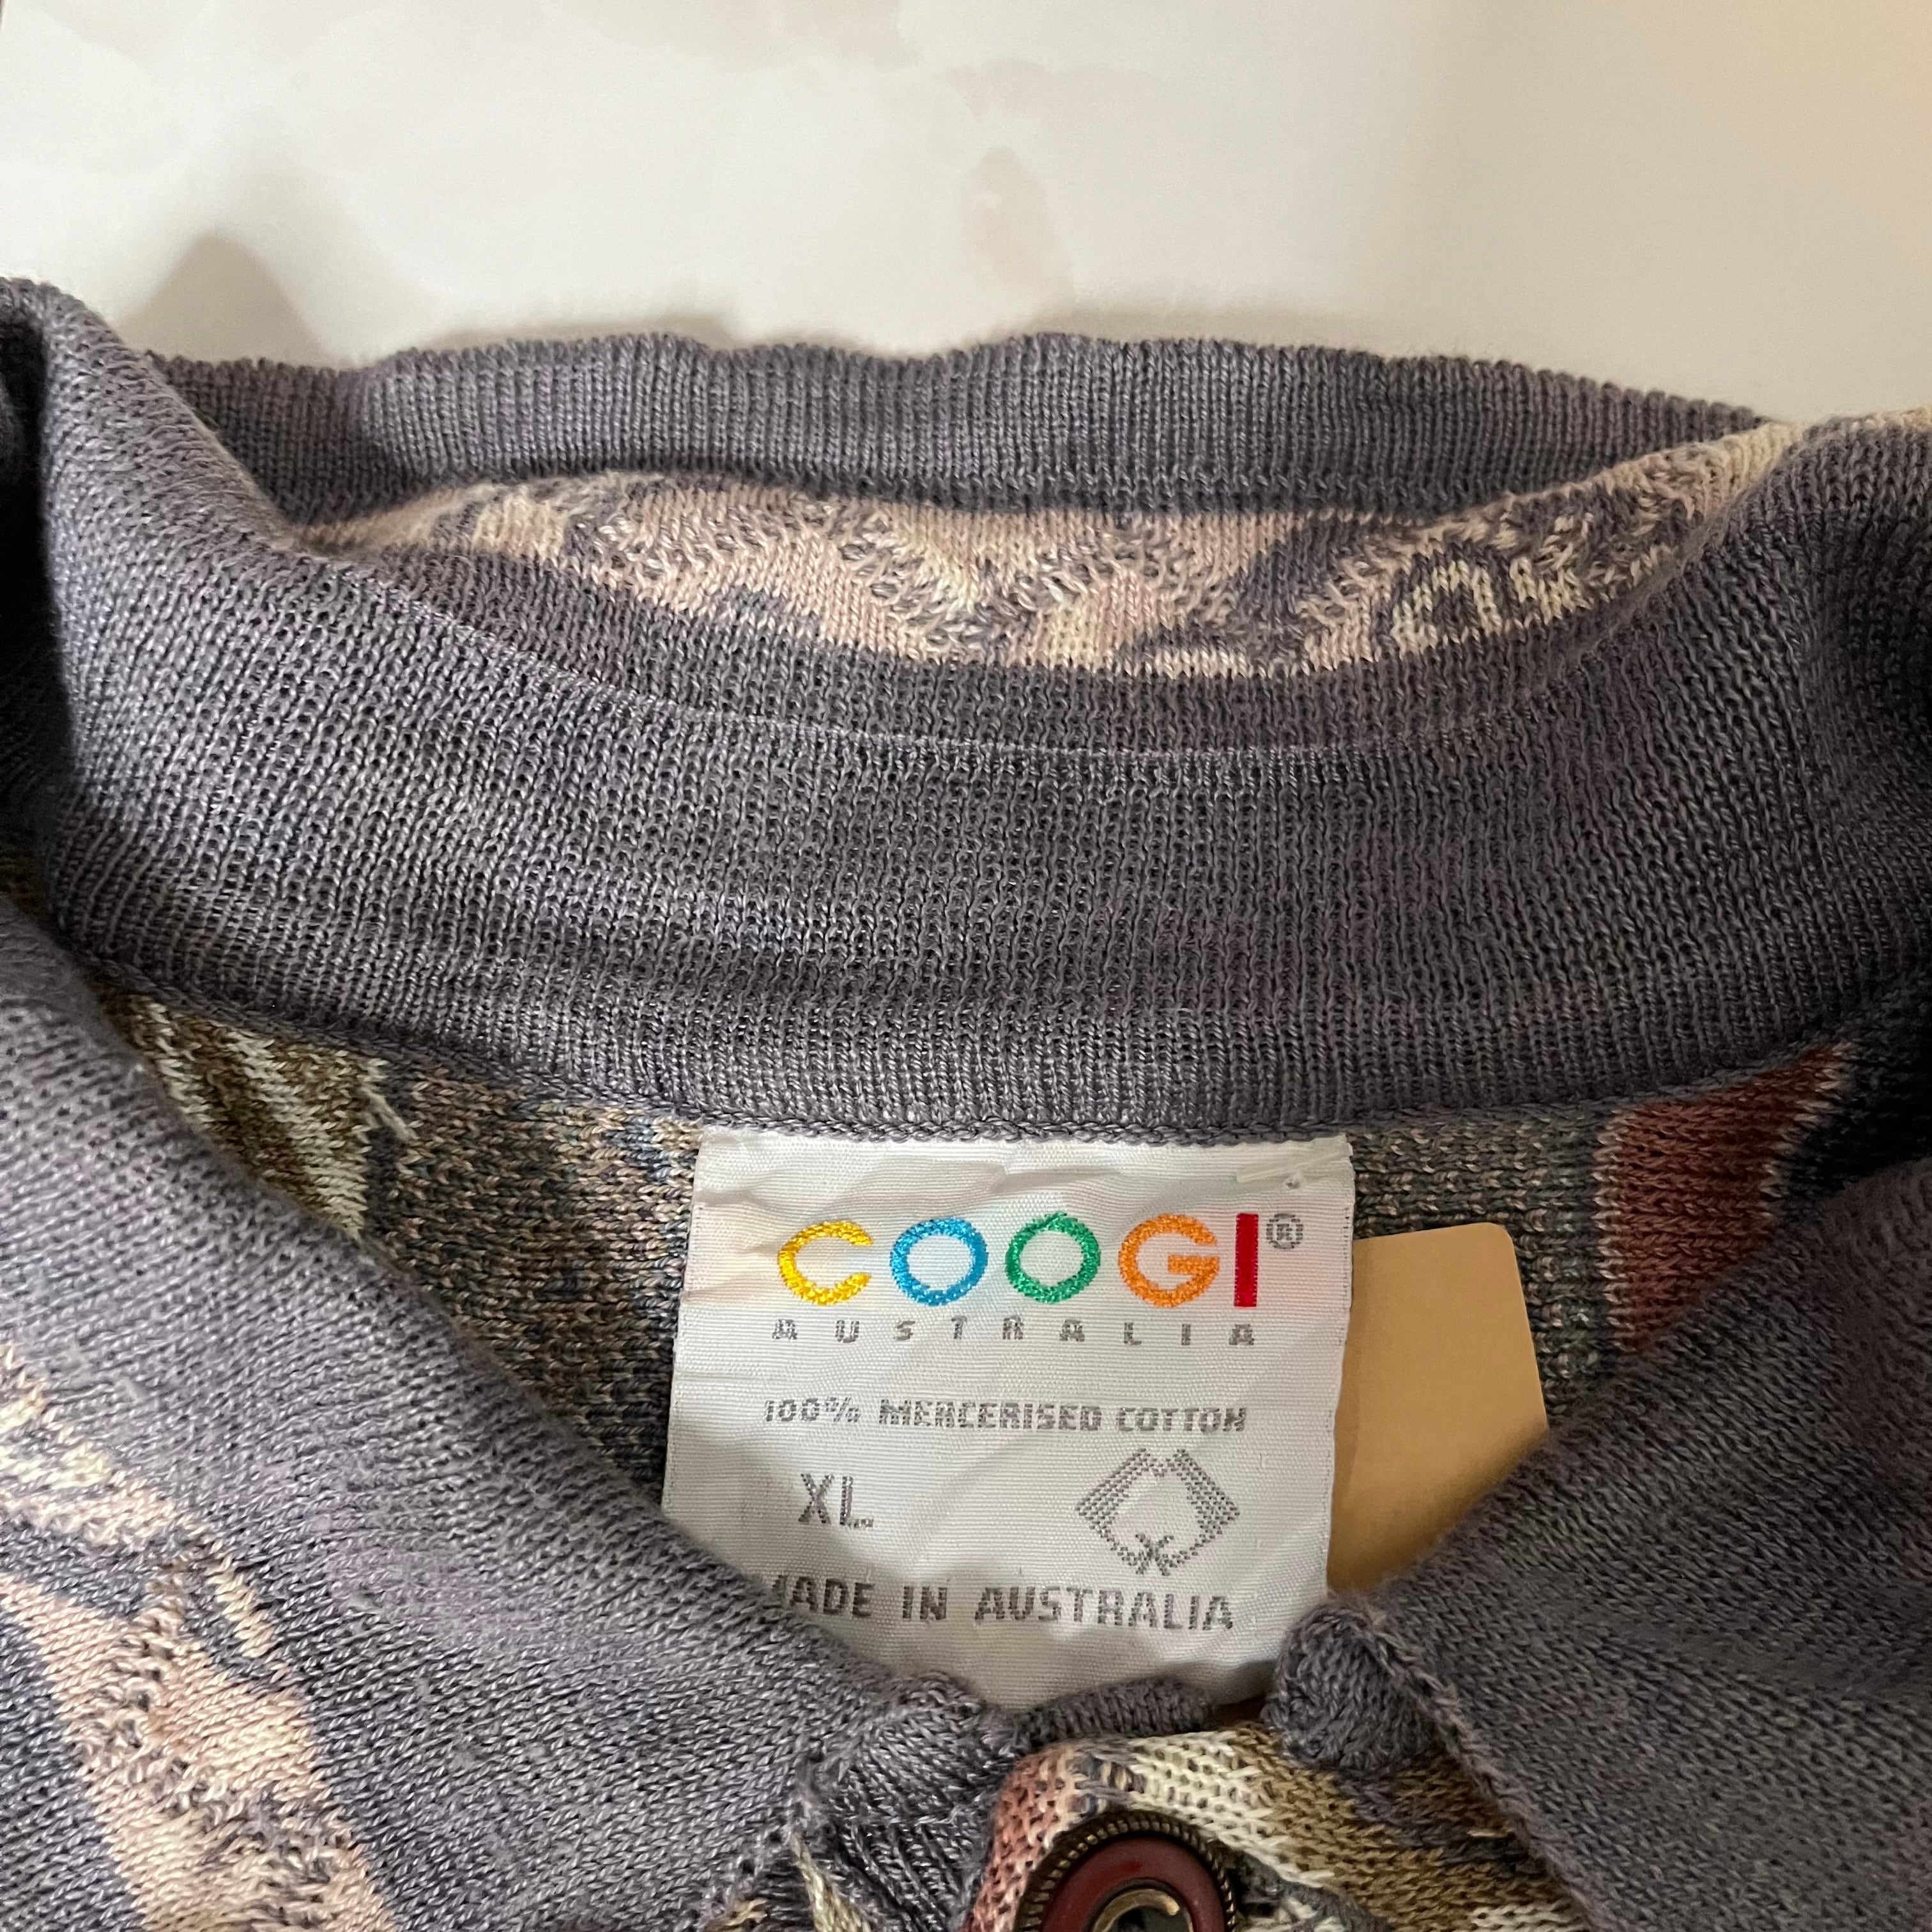 COOGI®
AUSTRALIA
100% MERCERISED COTTON
XL
MADE IN AUSTRALIA